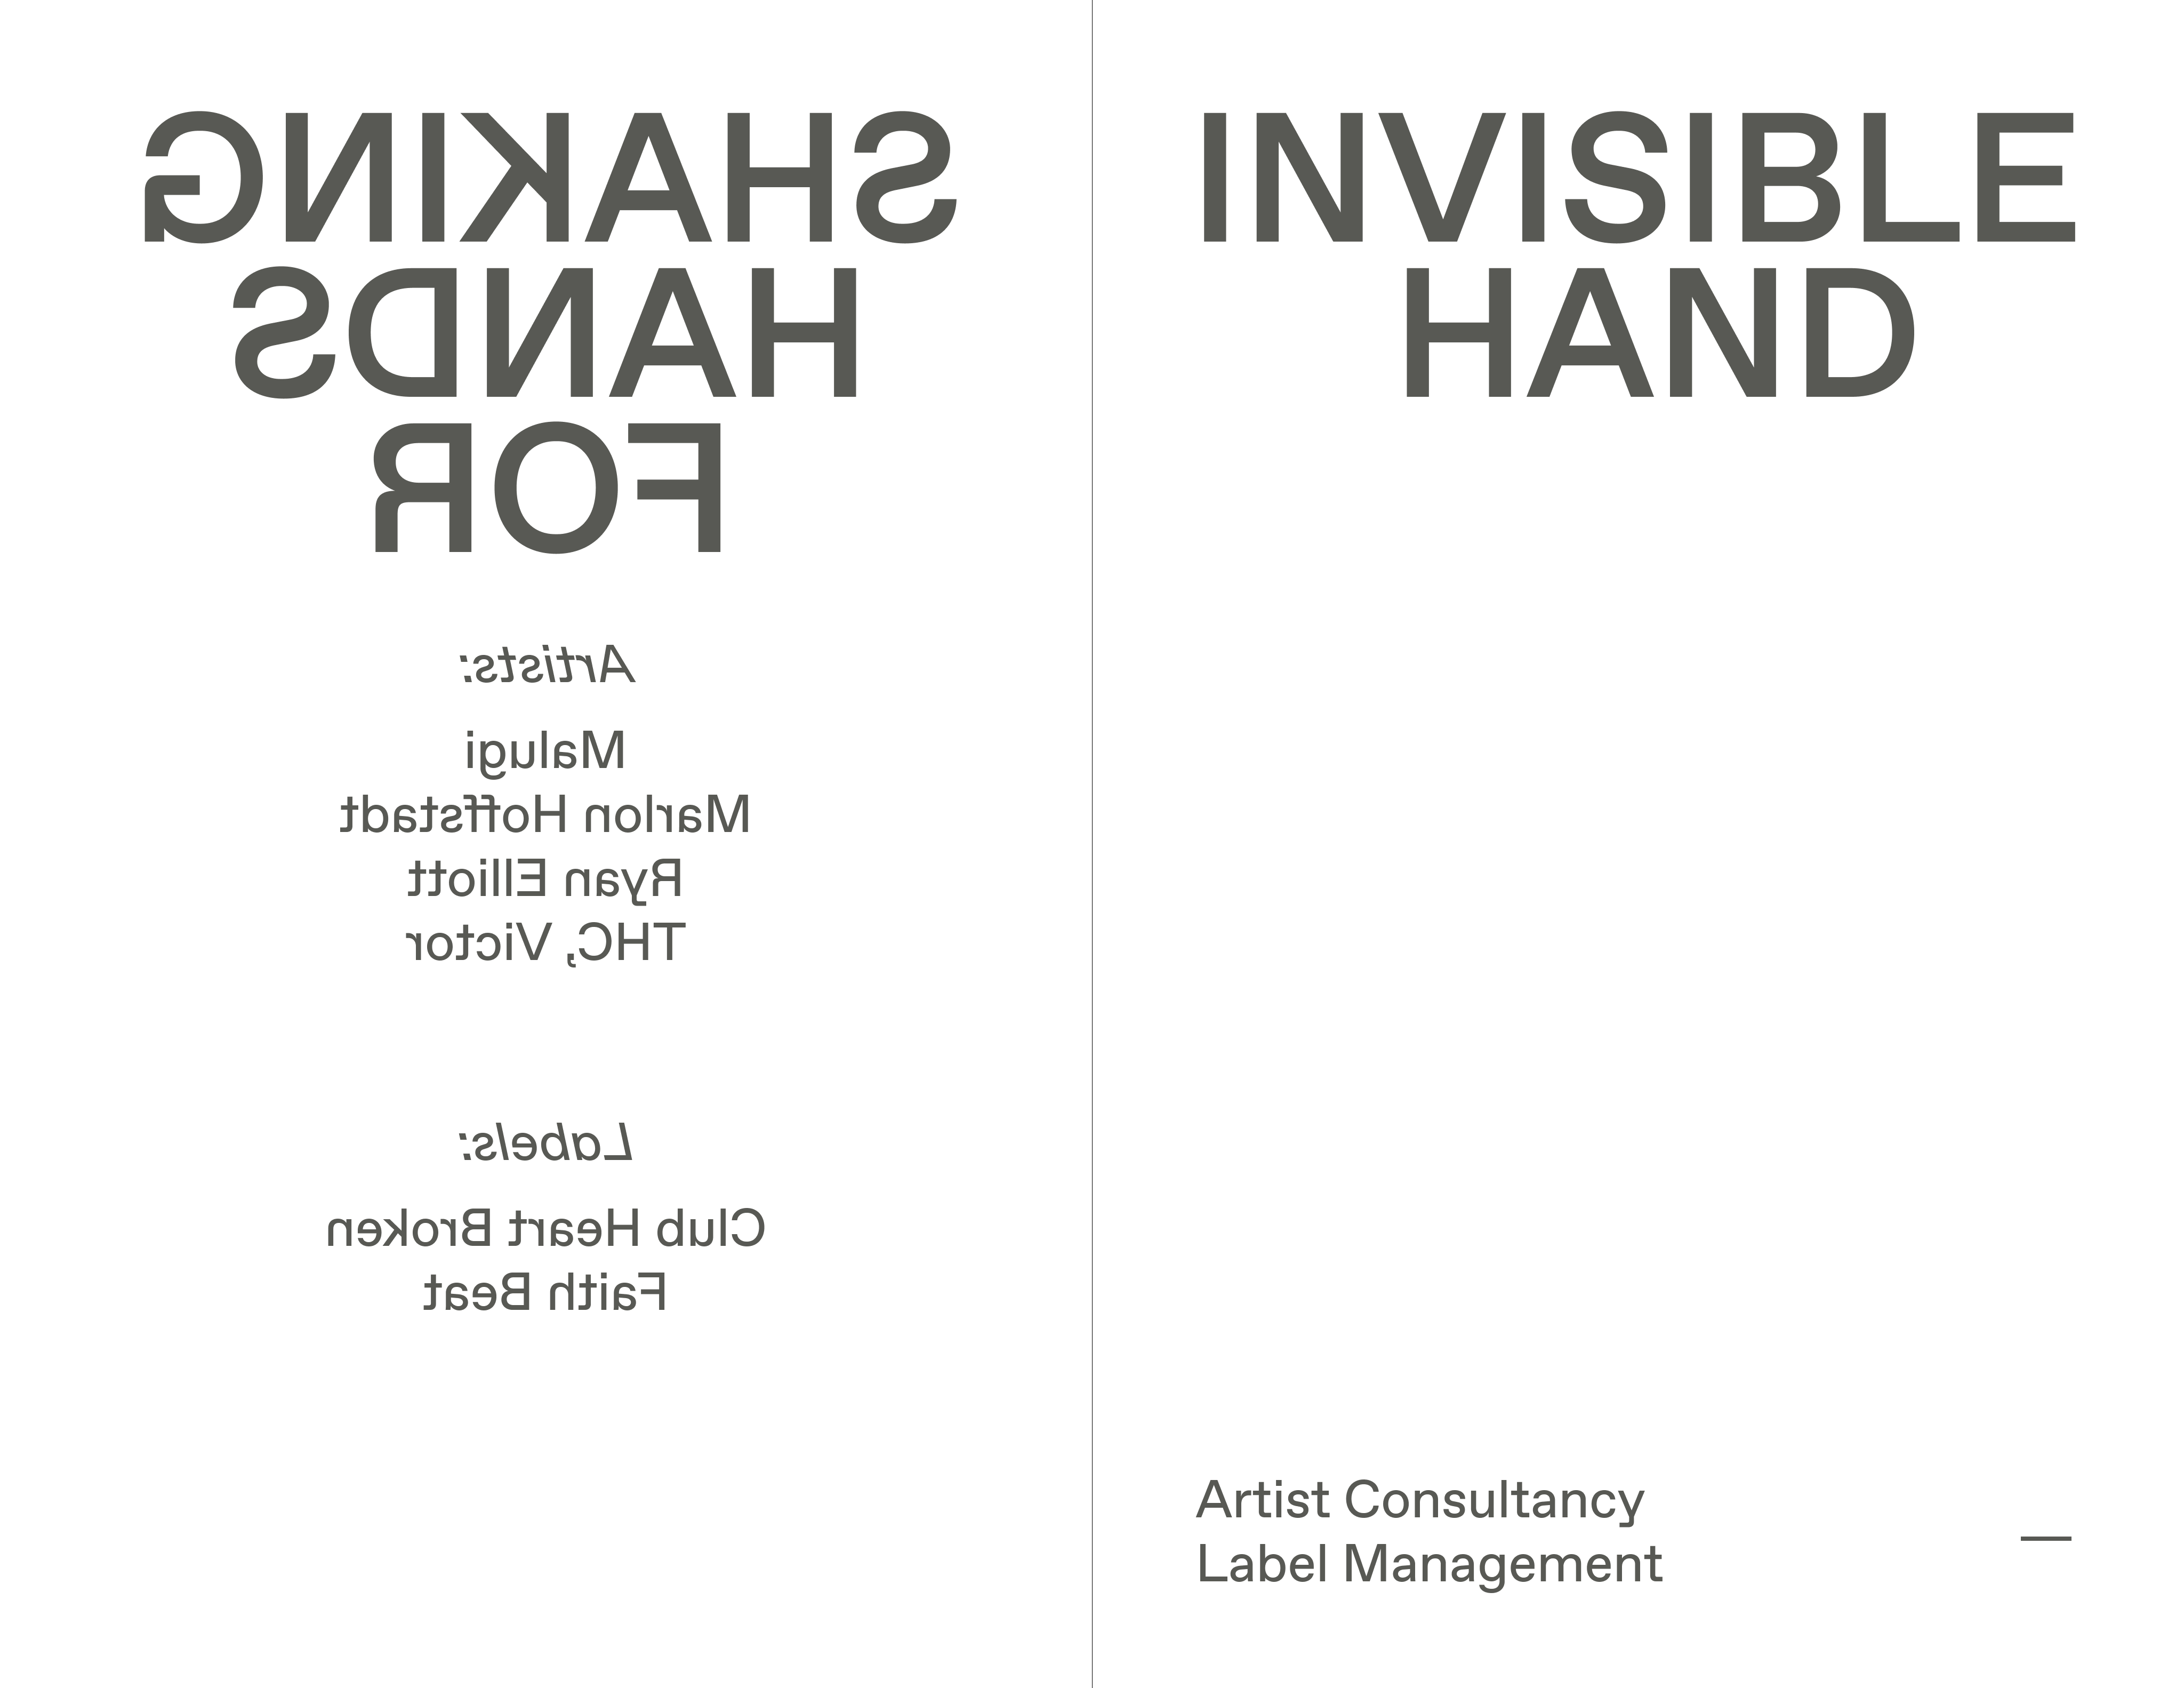 SHAKING
HANDS
FOR
Artists:
Malugi
Marlon Hoffstadt
Ryan Elliott
THC, Victor
Labels:
Club Heart Broken
Faith Beat
INVISIBLE
HAND
Artist Consultancy
Label Management
—